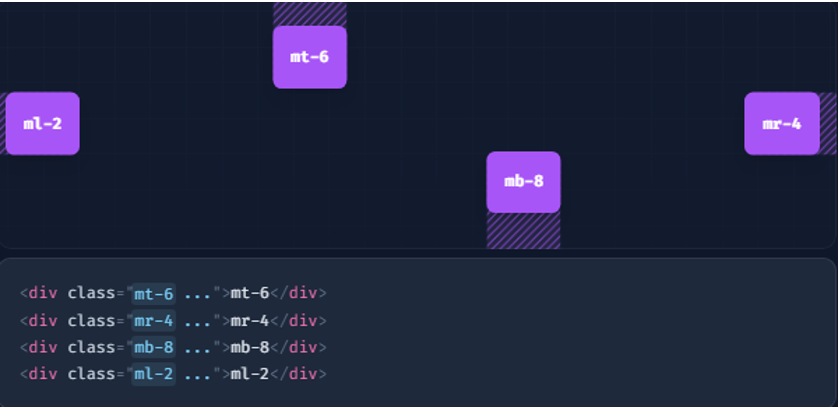 mt-6
ml-2
mr-4
mb-8
<div class="mt-6 ...">mt-6</div>
<div class="mr-4 ...">mr-4</div>
<div class="mb-8 ...">mb-8</div>
<div class="ml-2 ...">ml-2</div>